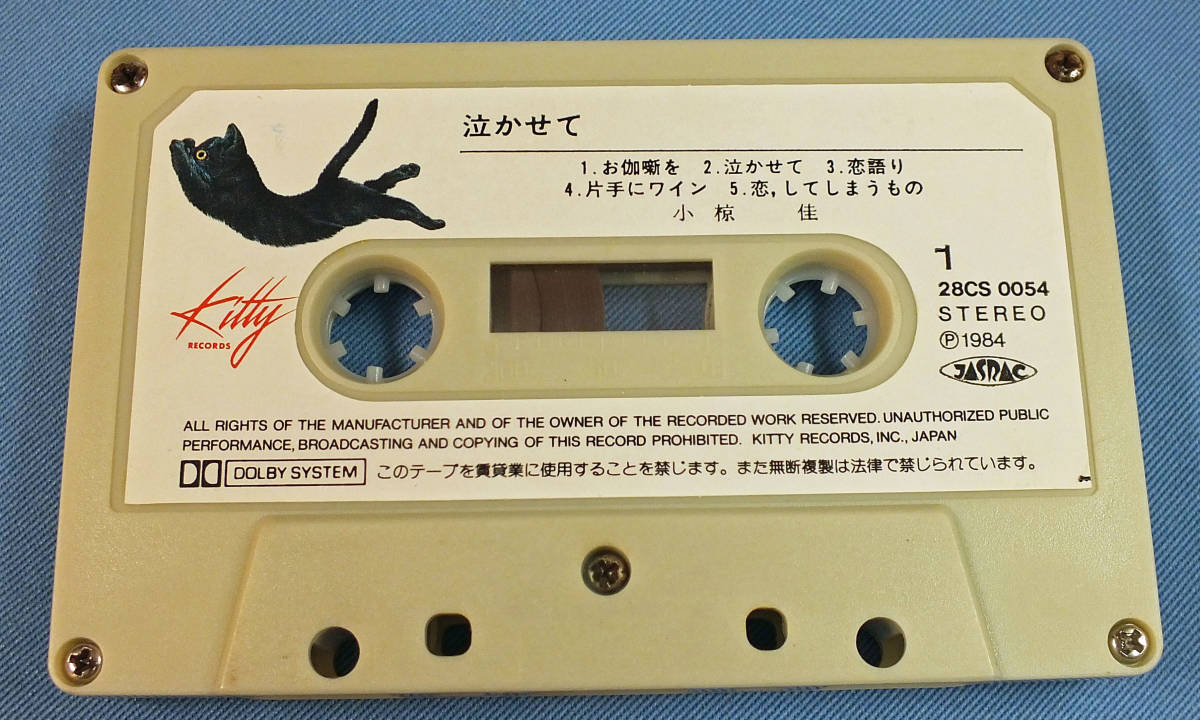 泣かせて
1.お伽噺を 2.泣かせて 3.恋語り
4.片手にワイン 5.恋,してしまうもの
小椋 佳
Kitty
RECORDS
1
28CS 0054
STEREO
Ⓟ1984
JASRAC
ALL RIGHTS OF THE MANUFACTURER AND OF THE OWNER OF THE RECORDED WORK RESERVED. UNAUTHORIZED PUBLIC
PERFORMANCE, BROADCASTING AND COPYING OF THIS RECORD PROHIBITED. KITTY RECORDS, INC., JAPAN
DOLBY SYSTEM このテープを賃貸業に使用することを禁じます。また無断複製は法律で禁じられています。